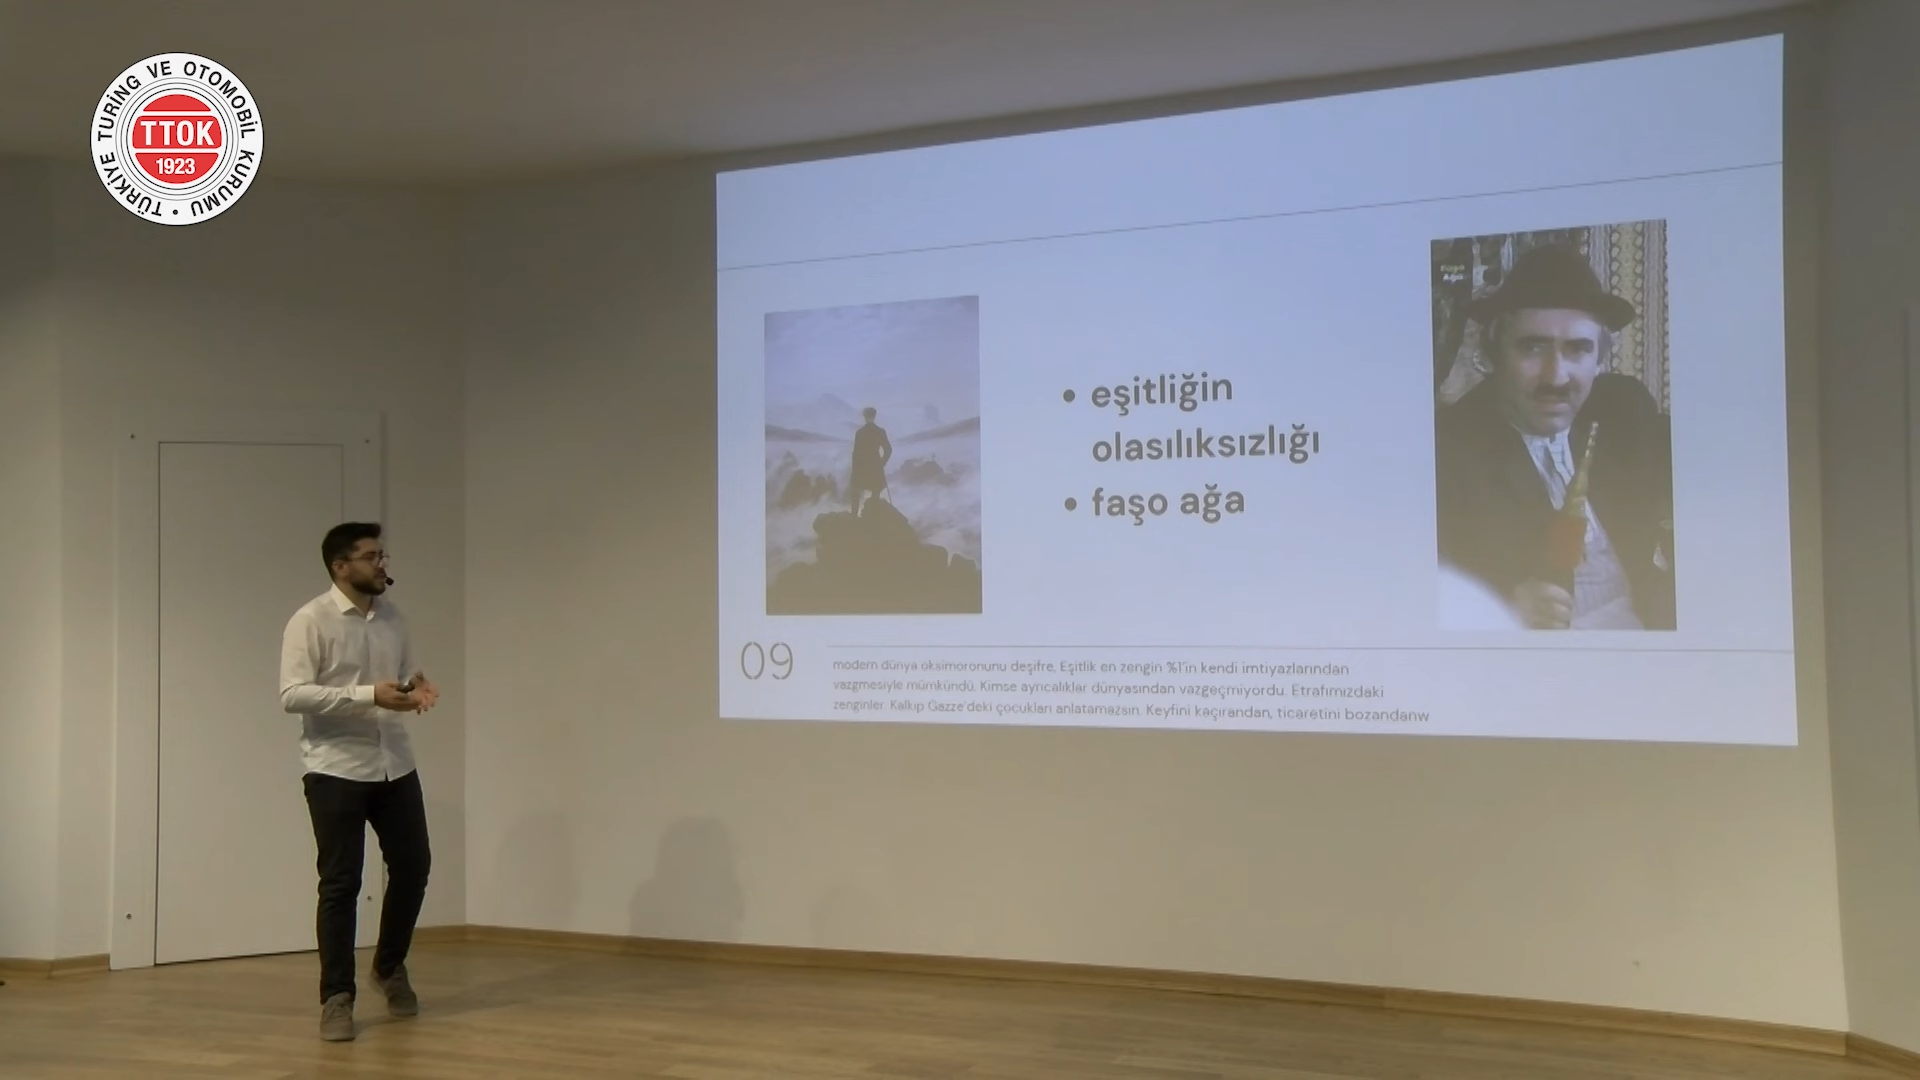 TÜRKİYE TURİNG VE OTOMOBİL KURUMU •
TTOK
1923
• eşitliğin
olasılıksızlığı
• faşo ağa
09
modern dünya oksimoronunu deşifre. Eşitlik en zengin %1'in kendi imtiyazlarından
vazgmesiyle mümkündü. Kimse ayrıcalıklar dünyasından vazgeçmiyordu. Etrafımızdaki
zenginler. Kalkıp Gazze'deki çocukları anlatamazsın. Keyfini kaçırandan, ticaretini bozandanw